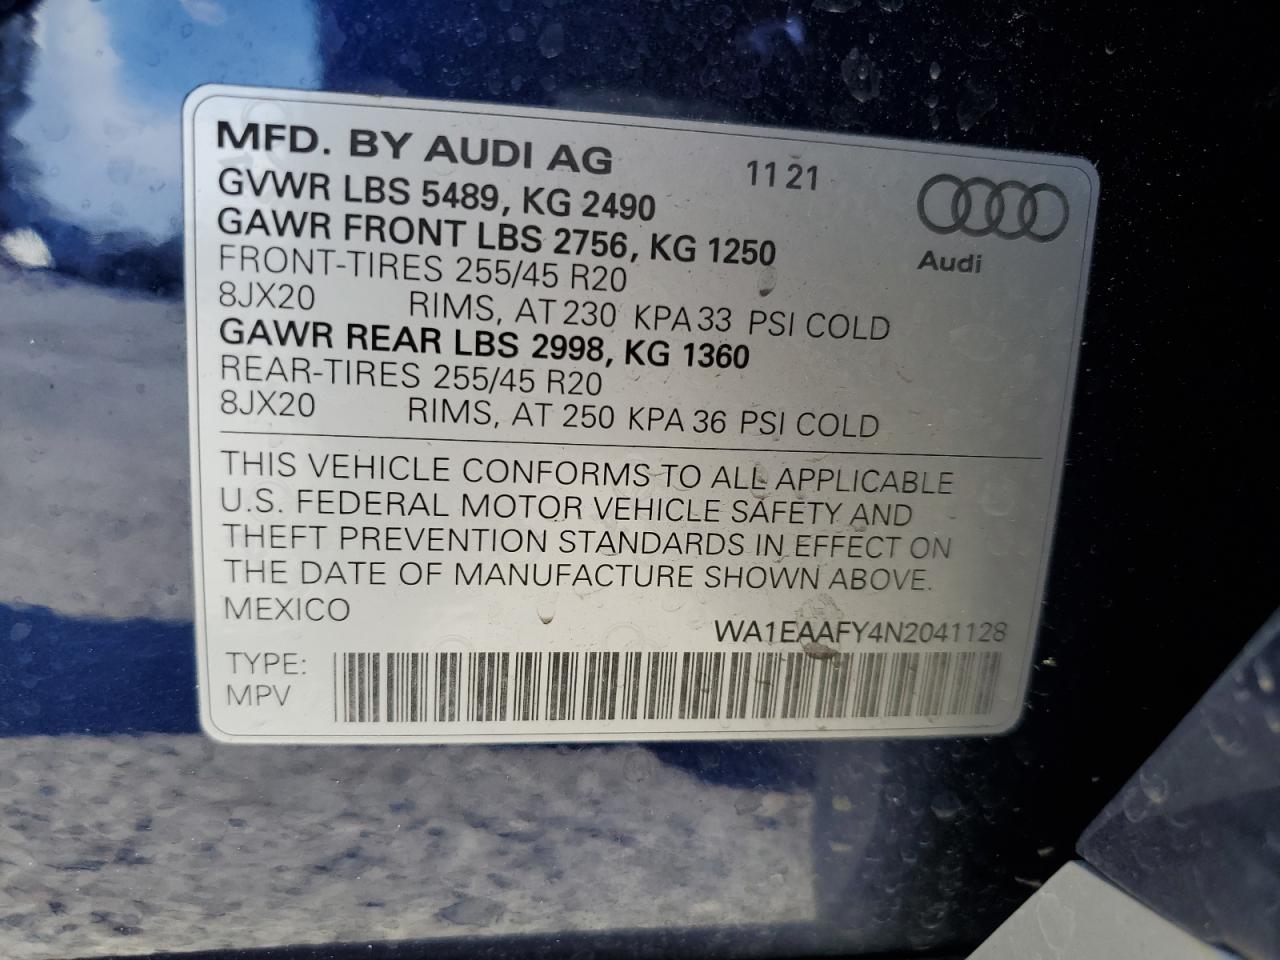 MFD. BY AUDI AG 11 21
GVWR LBS 5489, KG 2490
GAWR FRONT LBS 2756, KG 1250
Audi
FRONT-TIRES 255/45 R20
8JX20 RIMS, AT 230 KPA 33 PSI COLD
GAWR REAR LBS 2998, KG 1360
REAR-TIRES 255/45 R20
8JX20 RIMS, AT 250 KPA 36 PSI COLD
THIS VEHICLE CONFORMS TO ALL APPLICABLE
U.S. FEDERAL MOTOR VEHICLE SAFETY AND
THEFT PREVENTION STANDARDS IN EFFECT ON
THE DATE OF MANUFACTURE SHOWN ABOVE.
MEXICO
WA1EAAFY4N2041128
TYPE:
MPV